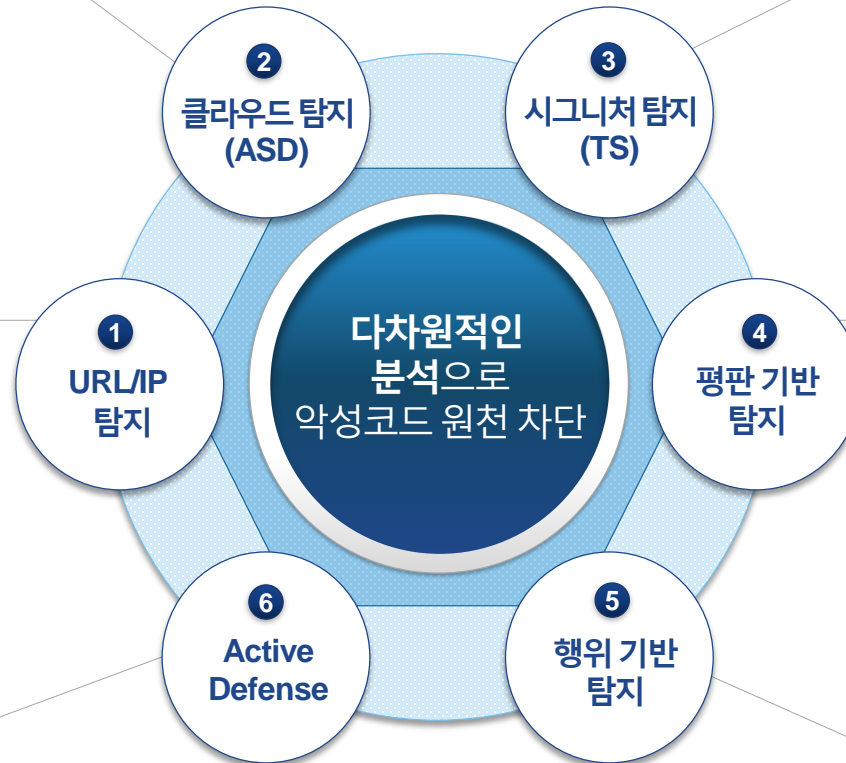 1
URL/IP
탐지
2
클라우드 탐지
(ASD)
3
시그니처 탐지
(TS)
4
평판 기반
탐지
5
행위 기반
탐지
6
Active
Defense
다차원적인
분석으로
악성코드 원천 차단